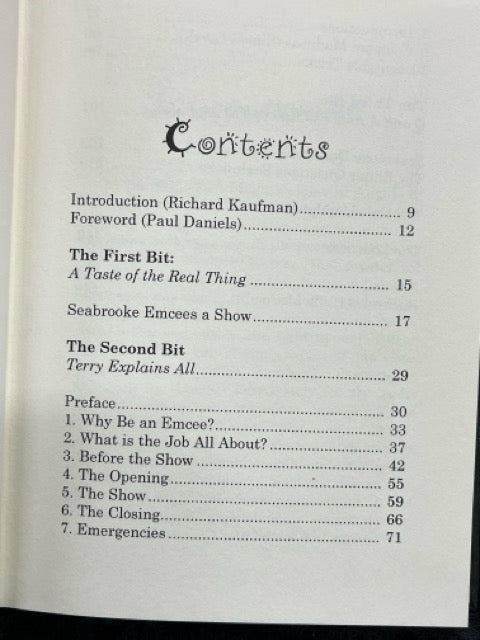 Contents
Introduction (Richard Kaufman)............................ 9
Foreword (Paul Daniels)........................................ 12
The First Bit:
A Taste of the Real Thing ..................................... 15
Seabrooke Emcees a Show.................................... 17
The Second Bit
Terry Explains All.................................................. 29
Preface..................................................................... 30
1. Why Be an Emcee?............................................. 33
2. What is the Job All About?................................ 37
3. Before the Show ................................................. 42
4. The Opening....................................................... 55
5. The Show............................................................ 59
6. The Closing......................................................... 66
7. Emergencies ....................................................... 71